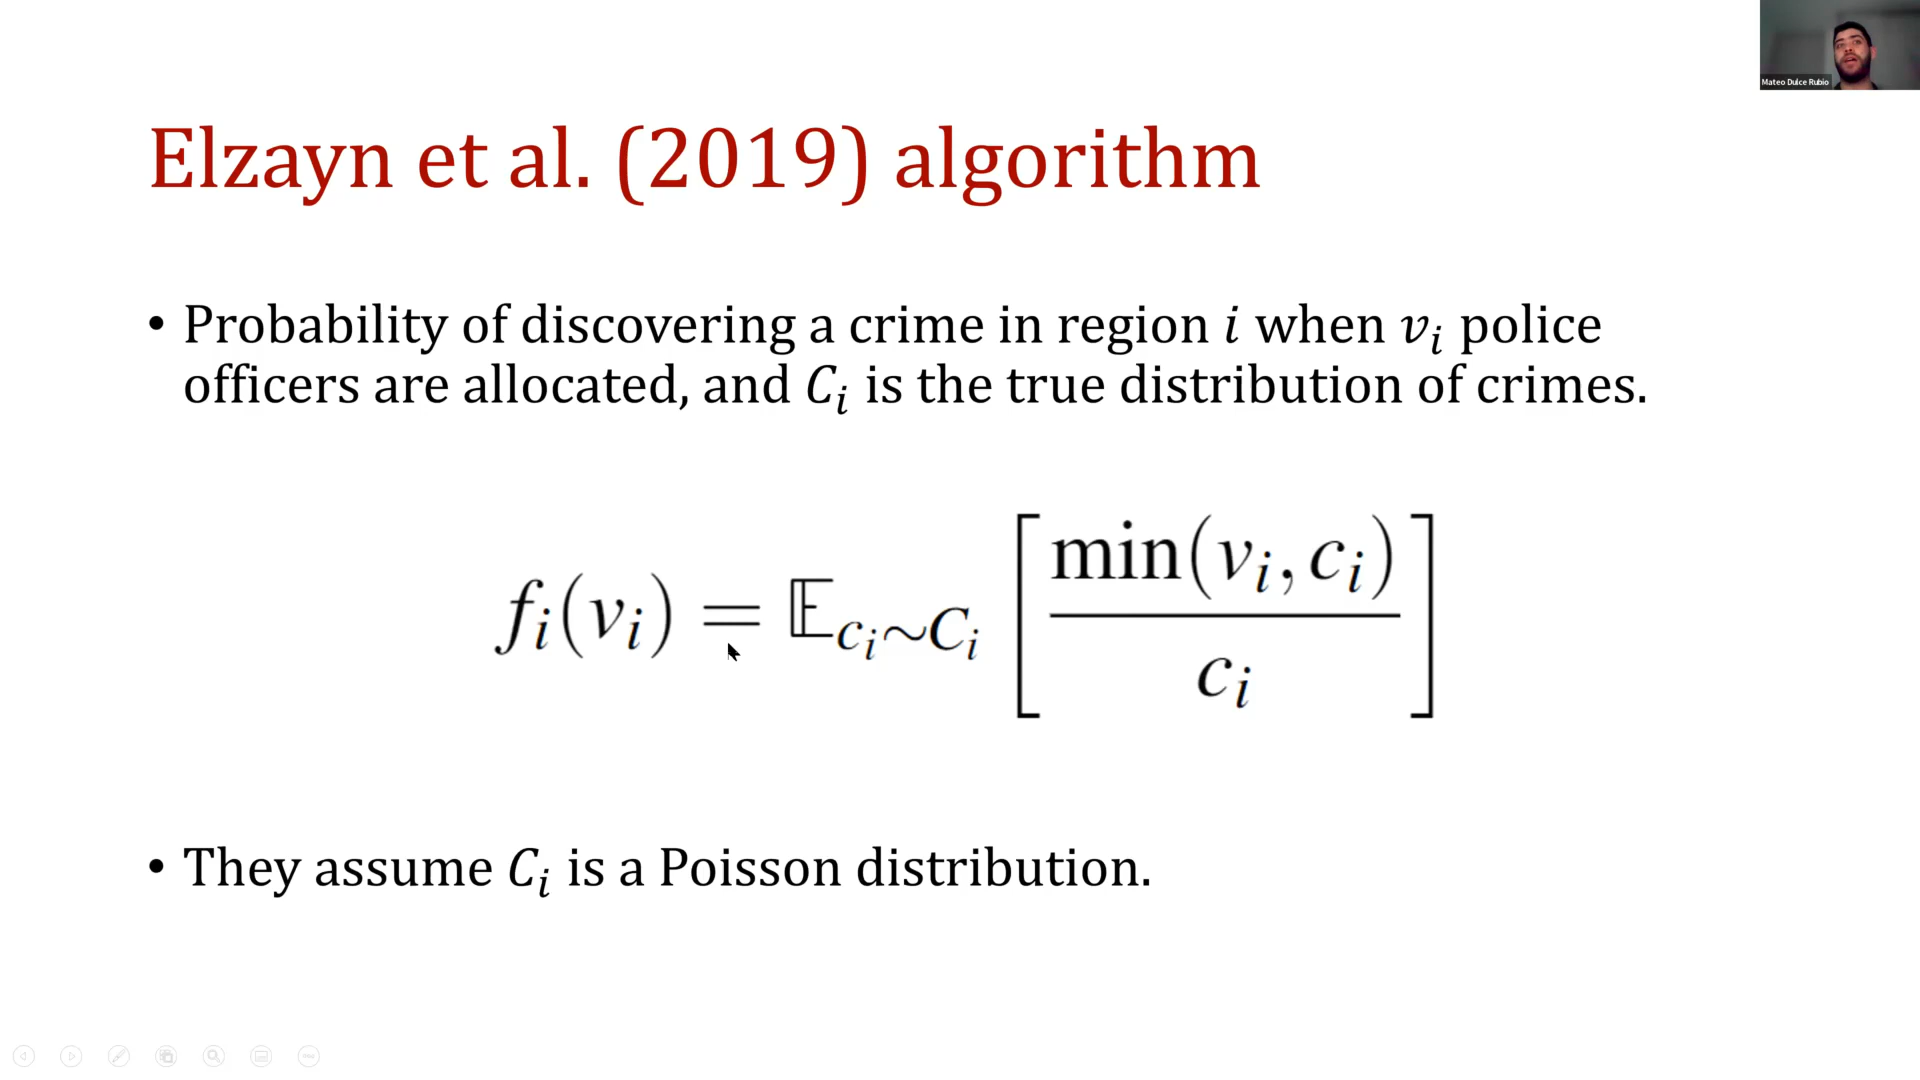 Mateo Dulce Rubio
Elzayn et al. (2019) algorithm
• Probability of discovering a crime in region i when vᵢ police
officers are allocated, and Cᵢ is the true distribution of crimes.
fᵢ(vᵢ) = 𝔼_{cᵢ∼Cᵢ} [ min(vᵢ, cᵢ) / cᵢ ]
• They assume Cᵢ is a Poisson distribution.